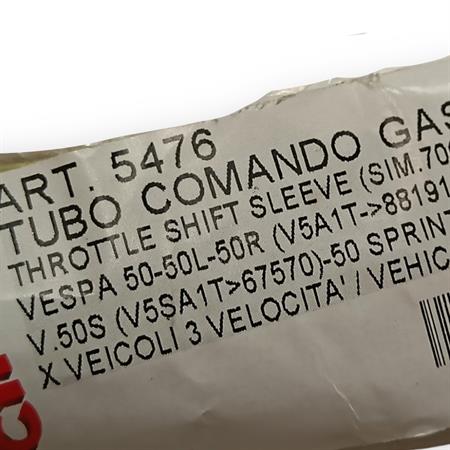 ART. 5476
TUBO COMANDO GAS
THROTTLE SHIFT SLEEVE (SIM.70
VESPA 50-50L-50R (V5A1T->88191
V.50S (V5SA1T>67570)-50 SPRINT
X VEICOLI 3 VELOCITA' / VEHIC
cif